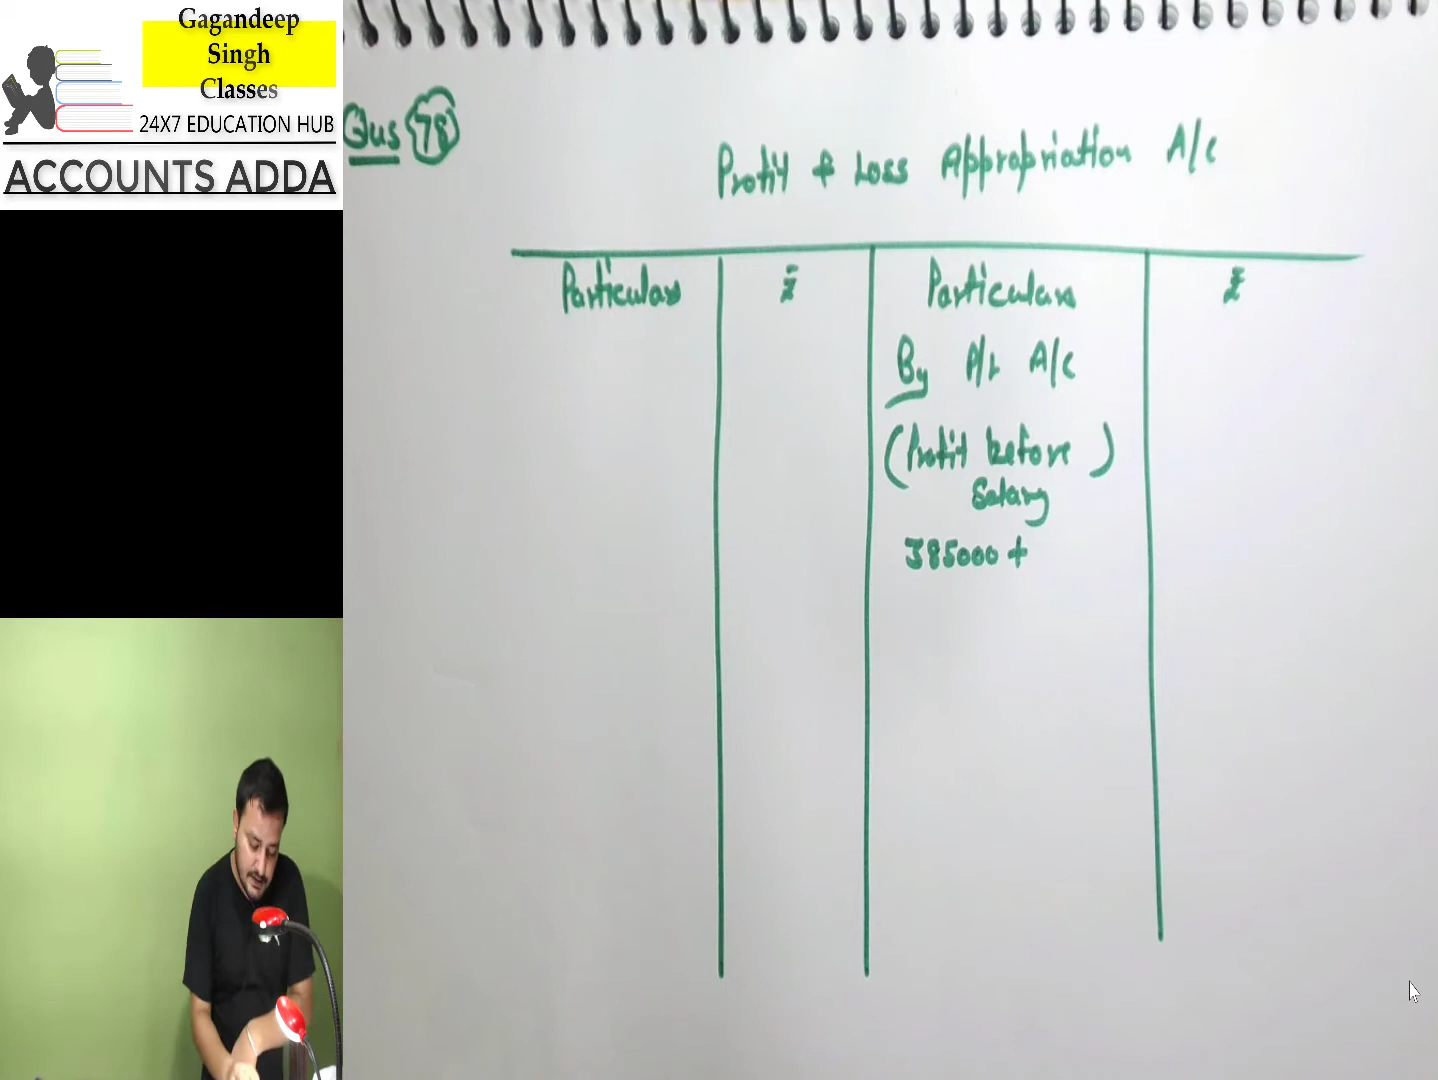 Gagandeep
Singh
Classes
24X7 EDUCATION HUB
ACCOUNTS ADDA
Qus 78
Profit & Loss Appropriation A/c
Particulars ₹ Particulars ₹
By P/L A/c
(Profit before)
Salary
385000 +